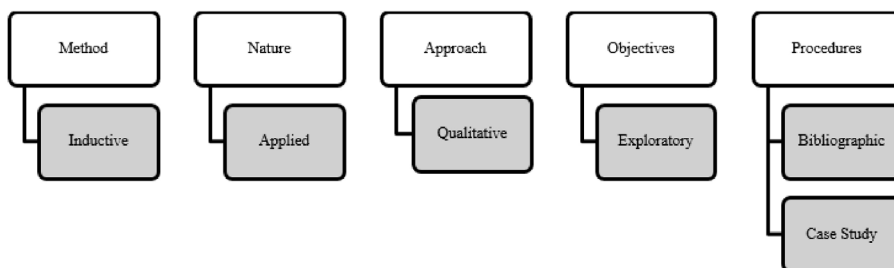 Method
Nature
Approach
Objectives
Procedures
Inductive
Applied
Qualitative
Exploratory
Bibliographic
Case Study